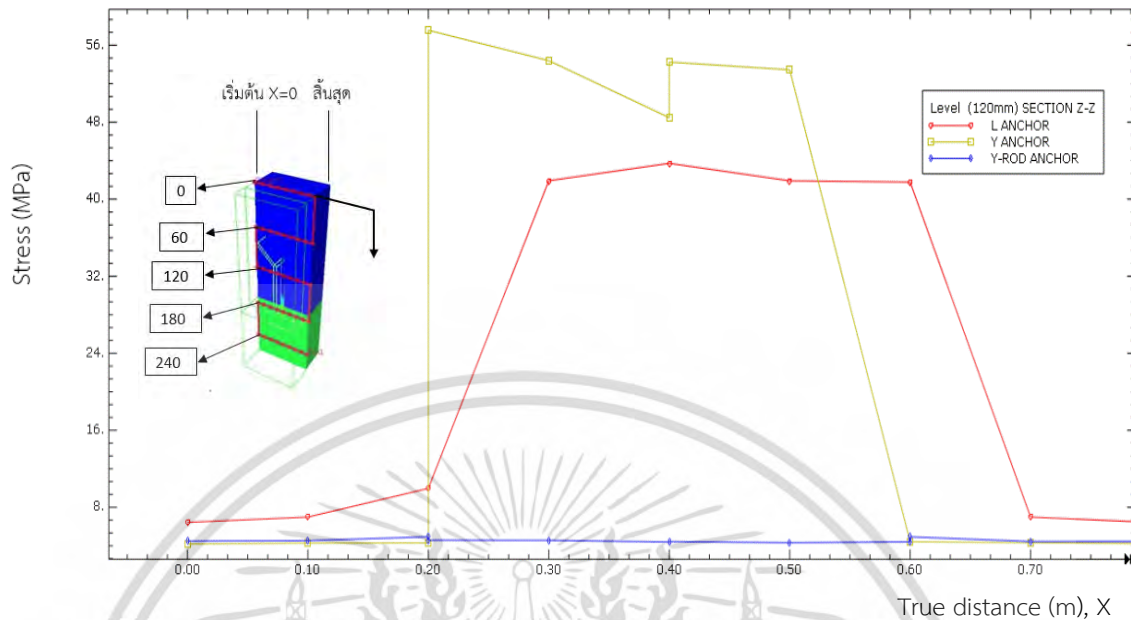 56.
48.
40.
32.
24.
16.
8.
Stress (MPa)
เริ่มต้น X=0 สิ้นสุด
0
60
120
180
240
Level (120mm) SECTION Z-Z
L ANCHOR
Y ANCHOR
Y-ROD ANCHOR
0.00 0.10 0.20 0.30 0.40 0.50 0.60 0.70
True distance (m), X